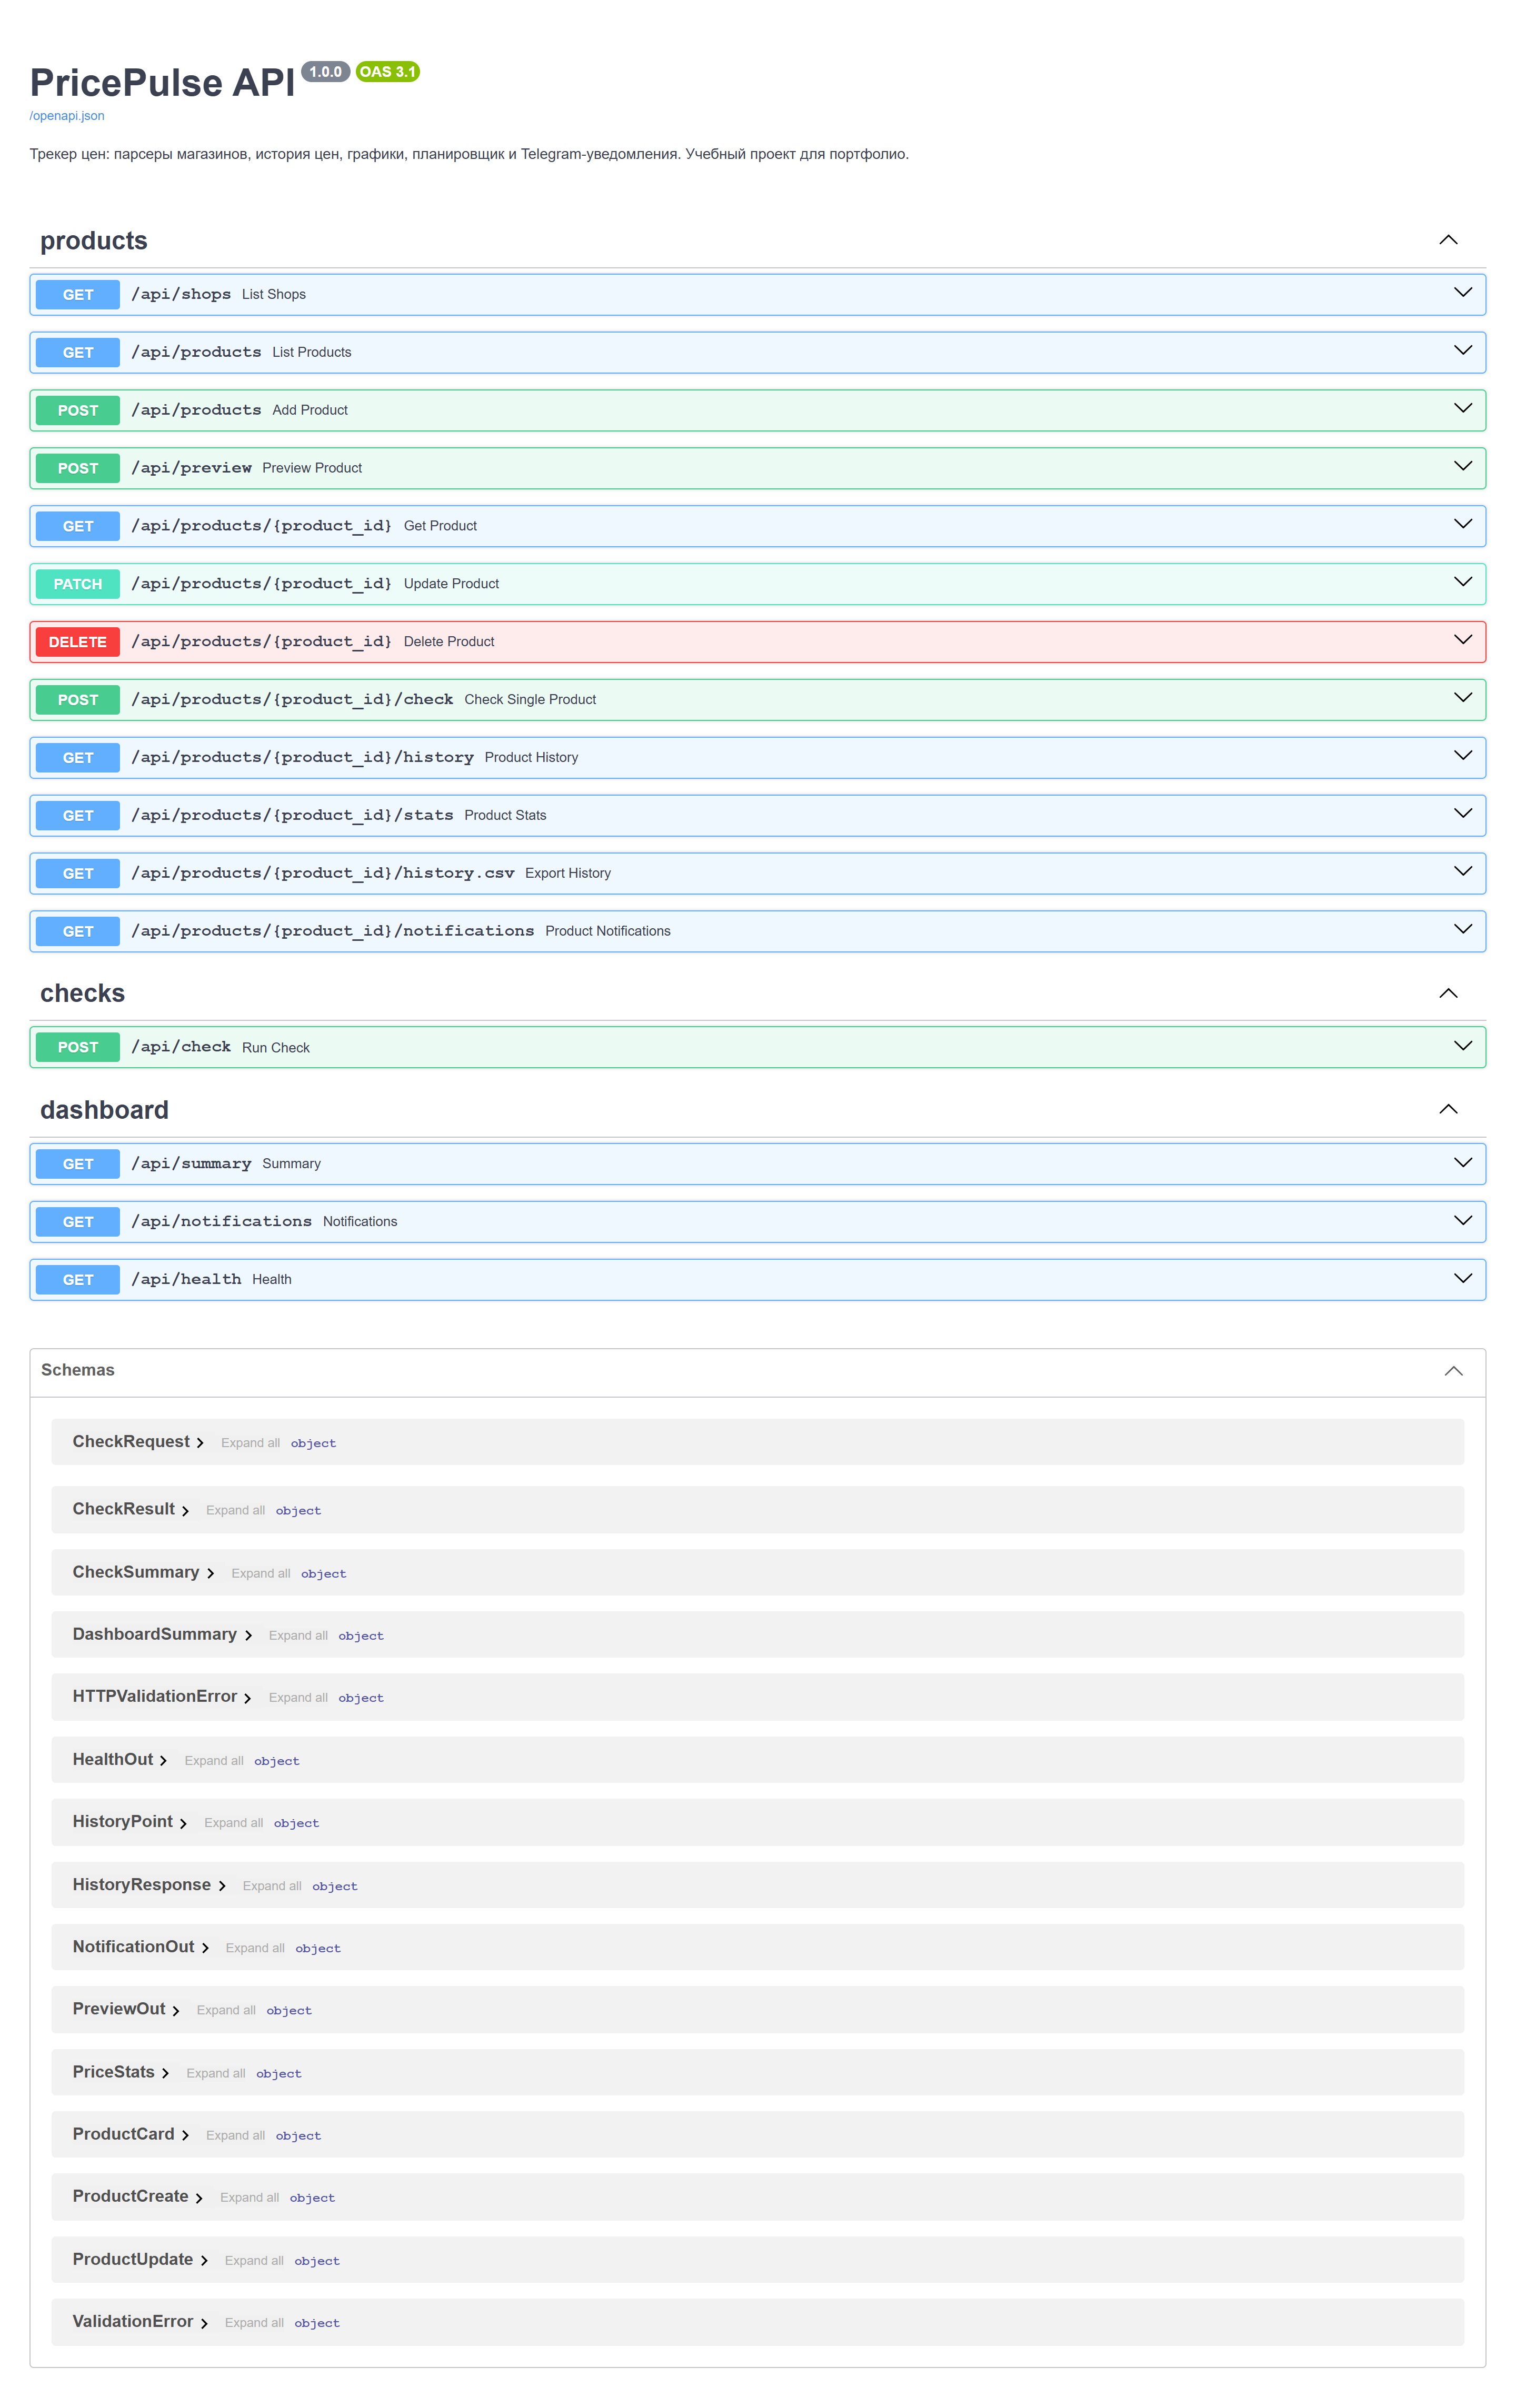 PricePulse API 1.0.0 OAS 3.1
/openapi.json
Трекер цен: парсеры магазинов, история цен, графики, планировщик и Telegram-уведомления. Учебный проект для портфолио.
products
GET /api/shops List Shops
GET /api/products List Products
POST /api/products Add Product
POST /api/preview Preview Product
GET /api/products/{product_id} Get Product
PATCH /api/products/{product_id} Update Product
DELETE /api/products/{product_id} Delete Product
POST /api/products/{product_id}/check Check Single Product
GET /api/products/{product_id}/history Product History
GET /api/products/{product_id}/stats Product Stats
GET /api/products/{product_id}/history.csv Export History
GET /api/products/{product_id}/notifications Product Notifications
checks
POST /api/check Run Check
dashboard
GET /api/summary Summary
GET /api/notifications Notifications
GET /api/health Health
Schemas
CheckRequest Expand all object
CheckResult Expand all object
CheckSummary Expand all object
DashboardSummary Expand all object
HTTPValidationError Expand all object
HealthOut Expand all object
HistoryPoint Expand all object
HistoryResponse Expand all object
NotificationOut Expand all object
PreviewOut Expand all object
PriceStats Expand all object
ProductCard Expand all object
ProductCreate Expand all object
ProductUpdate Expand all object
ValidationError Expand all object